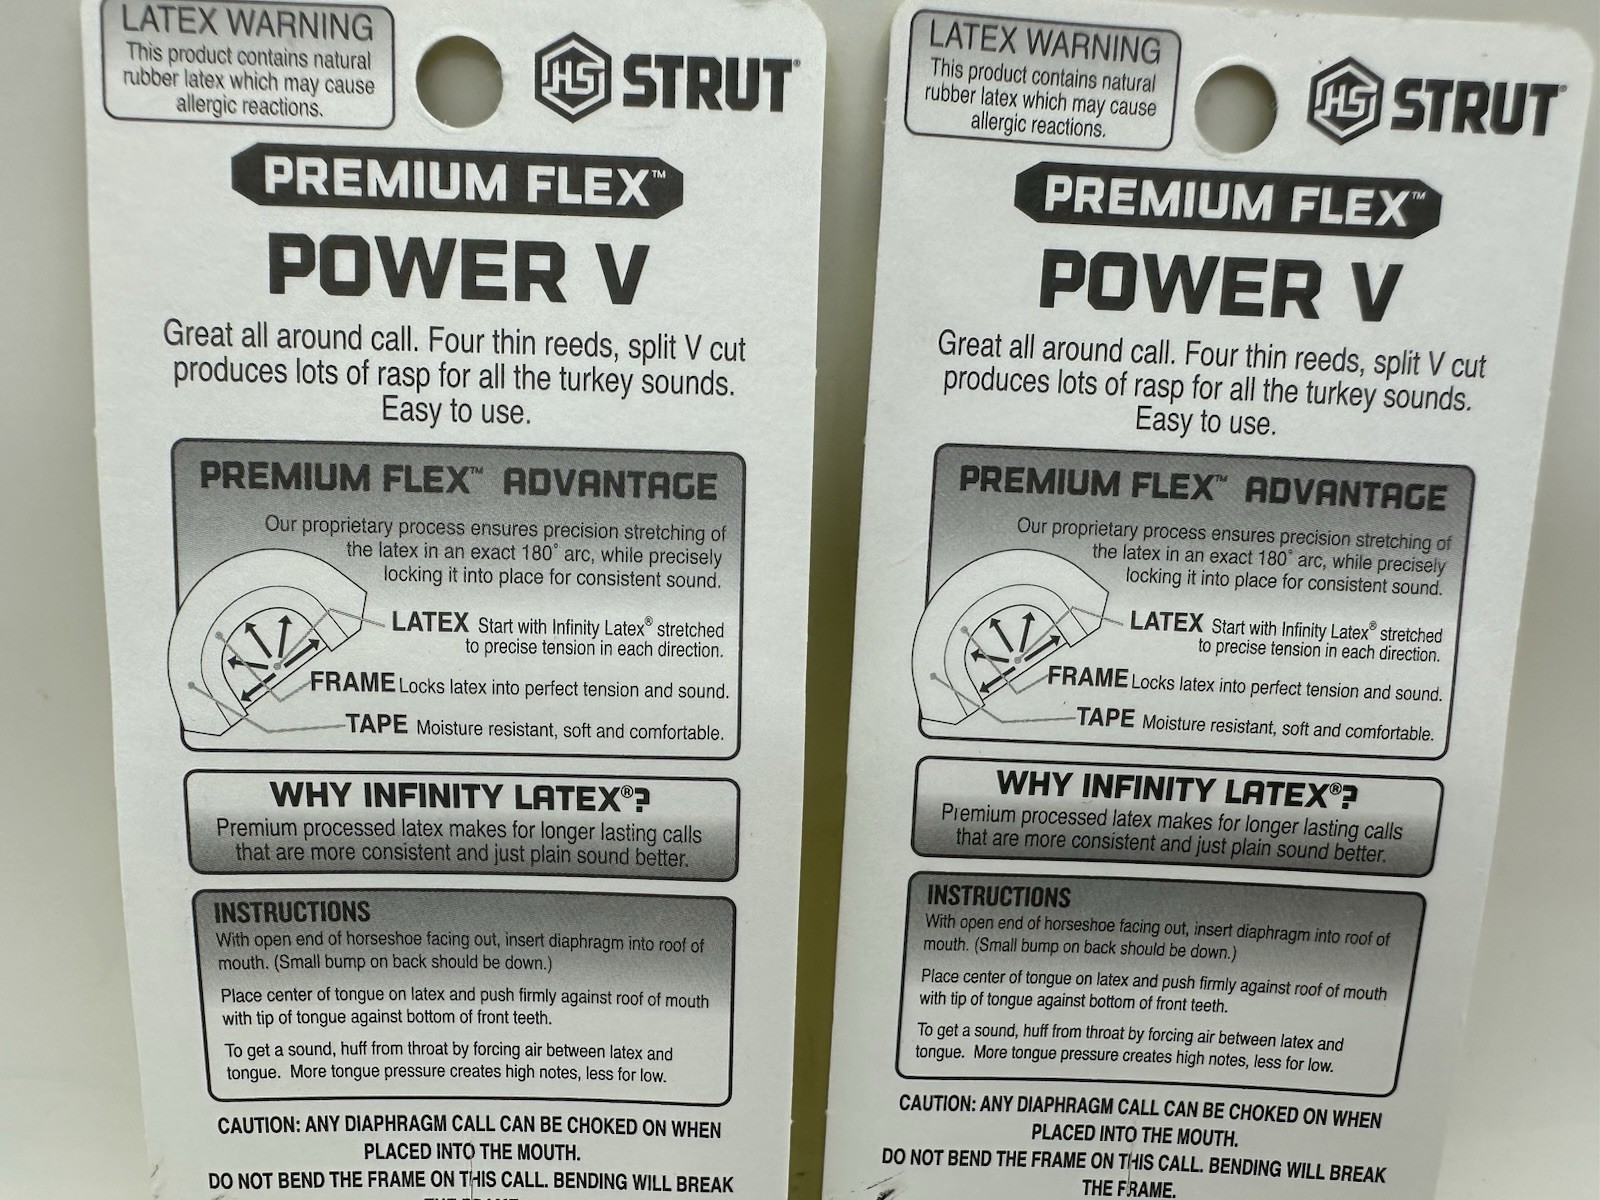 LATEX WARNING
This product contains natural
rubber latex which may cause
allergic reactions.
HS STRUT®
PREMIUM FLEX™
POWER V
Great all around call. Four thin reeds, split V cut
produces lots of rasp for all the turkey sounds.
Easy to use.
PREMIUM FLEX™ ADVANTAGE
Our proprietary process ensures precision stretching of
the latex in an exact 180° arc, while precisely
locking it into place for consistent sound.
LATEX Start with Infinity Latex® stretched
to precise tension in each direction.
FRAME Locks latex into perfect tension and sound.
TAPE Moisture resistant, soft and comfortable.
WHY INFINITY LATEX®?
Premium processed latex makes for longer lasting calls
that are more consistent and just plain sound better.
INSTRUCTIONS
With open end of horseshoe facing out, insert diaphragm into roof of
mouth. (Small bump on back should be down.)
Place center of tongue on latex and push firmly against roof of mouth
with tip of tongue against bottom of front teeth.
To get a sound, huff from throat by forcing air between latex and
tongue. More tongue pressure creates high notes, less for low.
CAUTION: ANY DIAPHRAGM CALL CAN BE CHOKED ON WHEN
PLACED INTO THE MOUTH.
DO NOT BEND THE FRAME ON THIS CALL. BENDING WILL BREAK
THE FRAME.
LATEX WARNING
This product contains natural
rubber latex which may cause
allergic reactions.
HS STRUT®
PREMIUM FLEX™
POWER V
Great all around call. Four thin reeds, split V cut
produces lots of rasp for all the turkey sounds.
Easy to use.
PREMIUM FLEX™ ADVANTAGE
Our proprietary process ensures precision stretching of
the latex in an exact 180° arc, while precisely
locking it into place for consistent sound.
LATEX Start with Infinity Latex® stretched
to precise tension in each direction.
FRAME Locks latex into perfect tension and sound.
TAPE Moisture resistant, soft and comfortable.
WHY INFINITY LATEX®?
Premium processed latex makes for longer lasting calls
that are more consistent and just plain sound better.
INSTRUCTIONS
With open end of horseshoe facing out, insert diaphragm into roof of
mouth. (Small bump on back should be down.)
Place center of tongue on latex and push firmly against roof of mouth
with tip of tongue against bottom of front teeth.
To get a sound, huff from throat by forcing air between latex and
tongue. More tongue pressure creates high notes, less for low.
CAUTION: ANY DIAPHRAGM CALL CAN BE CHOKED ON WHEN
PLACED INTO THE MOUTH.
DO NOT BEND THE FRAME ON THIS CALL. BENDING WILL BREAK
THE FRAME.